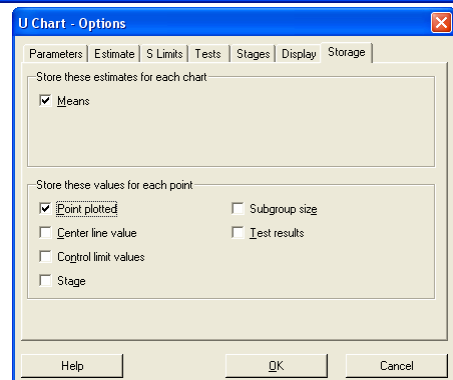 U Chart - Options
Parameters Estimate S Limits Tests Stages Display Storage
Store these estimates for each chart
Means
Store these values for each point
Point plotted Subgroup size
Center line value Test results
Control limit values
Stage
Help OK Cancel